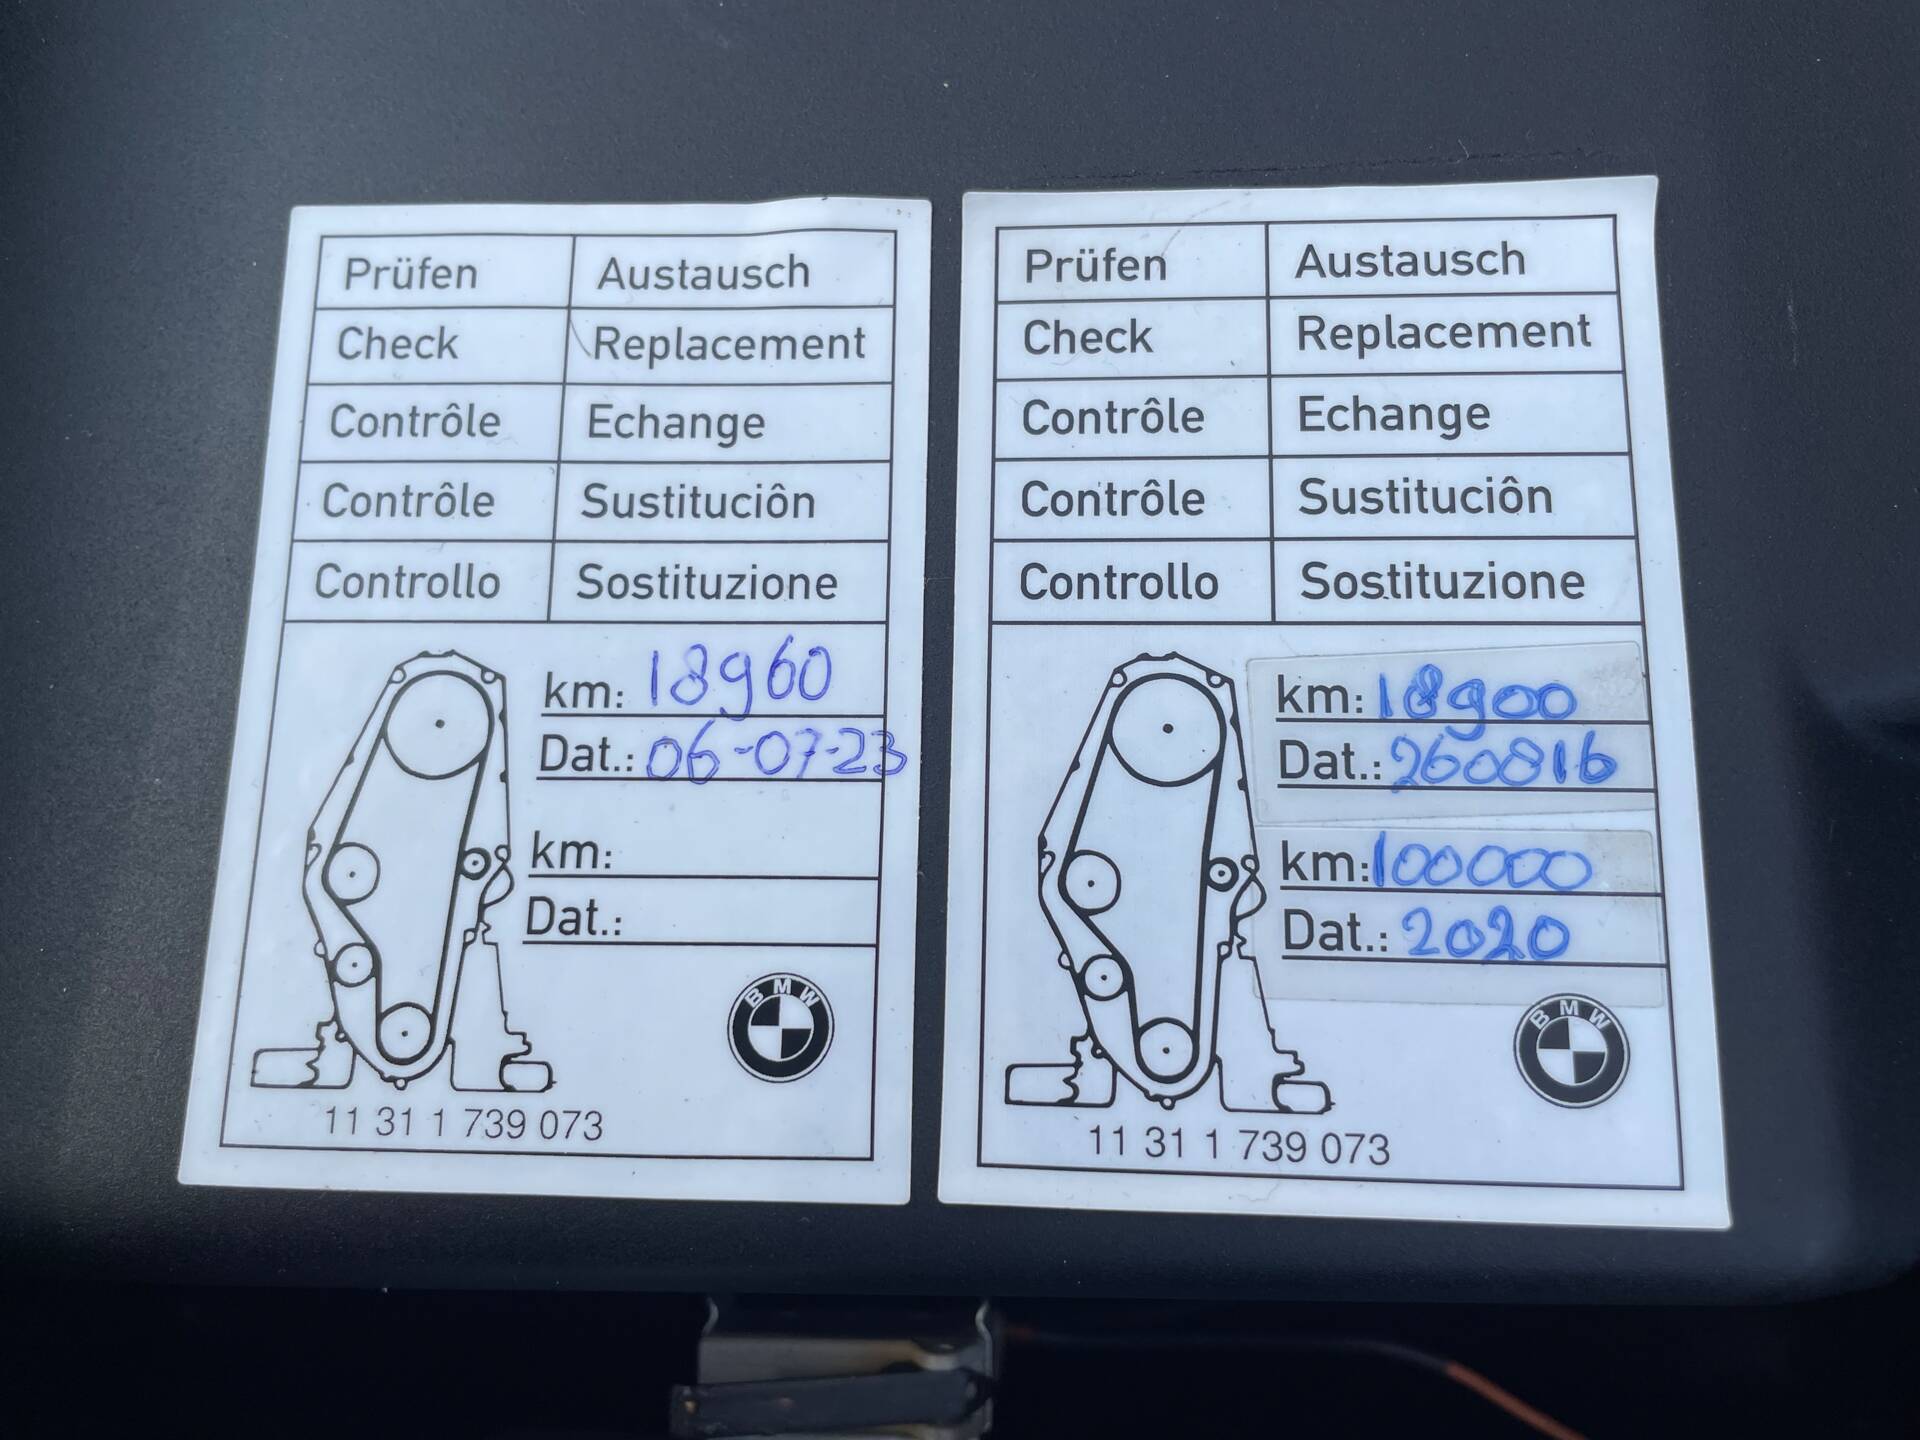 Prüfen Austausch
Check Replacement
Contrôle Echange
Contrôle Sustituciôn
Controllo Sostituzione
km: 18960
Dat.: 06-07-23
km:
Dat.:
BMW
11 31 1 739 073
Prüfen Austausch
Check Replacement
Contrôle Echange
Contrôle Sustituciôn
Controllo Sostituzione
km: 18900
Dat.: 260816
km: 100000
Dat.: 2020
BMW
11 31 1 739 073